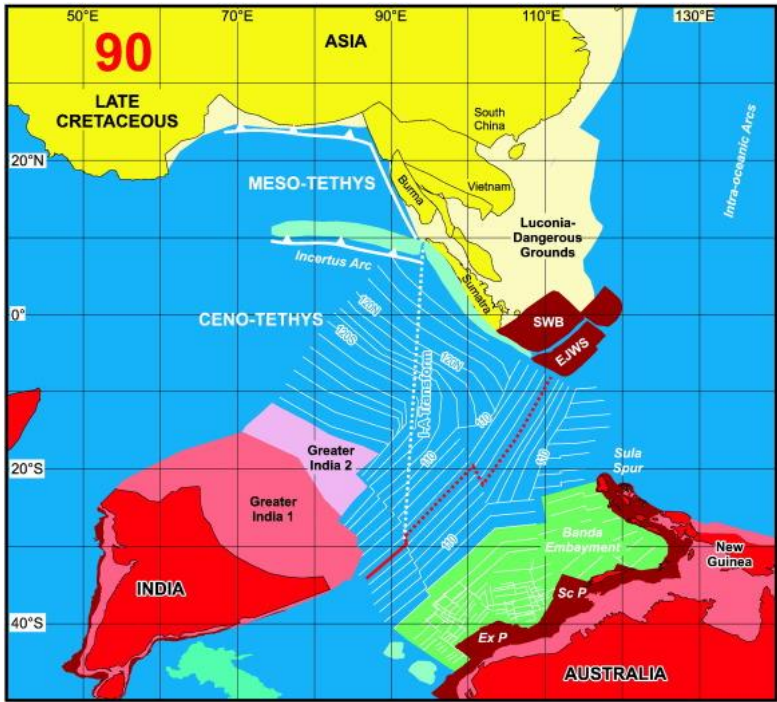 50°E
70°E
90°E
110°E
130°E
90
ASIA
LATE
CRETACEOUS
South
China
20°N
MESO-TETHYS
Burma
Vietnam
Intra-oceanic Arcs
Luconia-
Dangerous
Grounds
Incertus Arc
Sumatra
0°
CENO-TETHYS
120N
120S
SWB
EJWS
120N
I-A Transform
110
Greater
India 2
110
110
Sula
Spur
20°S
Greater
India 1
110
Banda
Embayment
New
Guinea
INDIA
Sc P
40°S
Ex P
AUSTRALIA